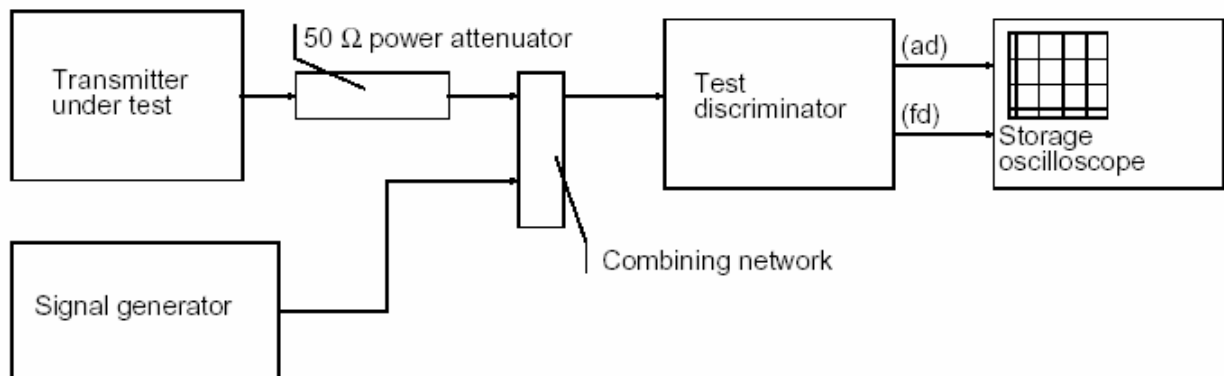 50 Ω power attenuator
Transmitter
under test
Test
discriminator
(ad)
(fd)
Storage
oscilloscope
Combining network
Signal generator